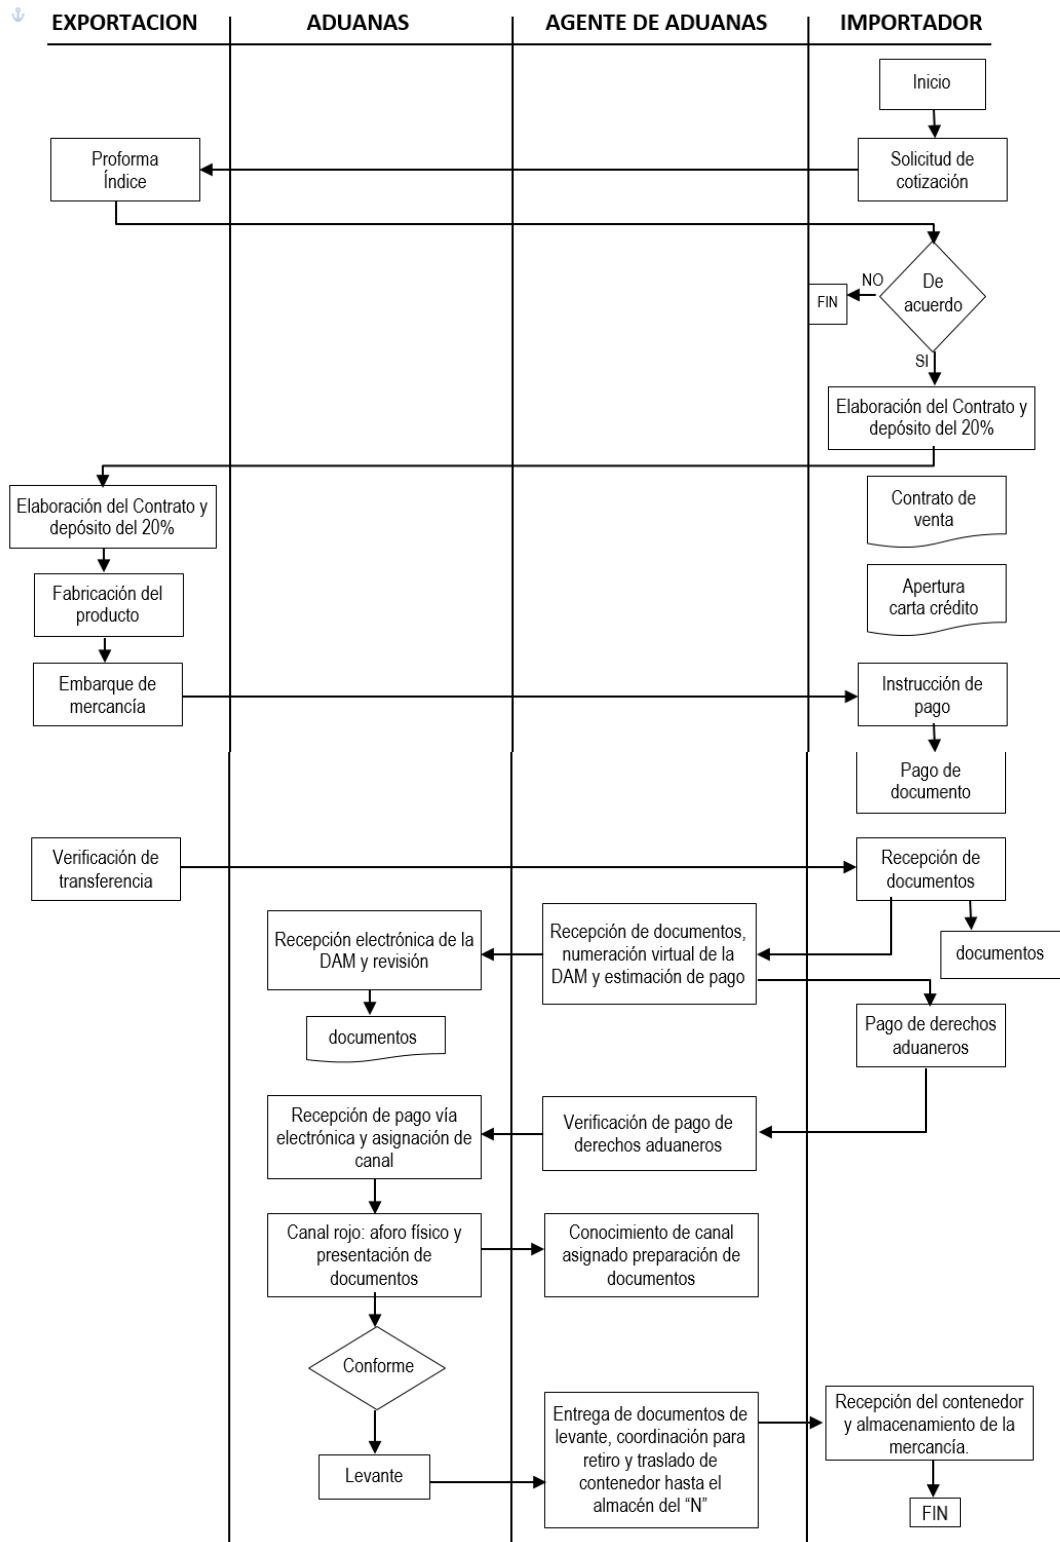 EXPORTACION
ADUANAS
AGENTE DE ADUANAS
IMPORTADOR
Inicio
Proforma
Índice
Solicitud de
cotización
De
acuerdo
NO
FIN
SI
Elaboración del Contrato y
depósito del 20%
Elaboración del Contrato y
depósito del 20%
Contrato de
venta
Fabricación del
producto
Apertura
carta crédito
Embarque de
mercancía
Instrucción de
pago
Pago de
documento
Verificación de
transferencia
Recepción de
documentos
Recepción electrónica de la
DAM y revisión
Recepción de documentos,
numeración virtual de la
DAM y estimación de pago
documentos
documentos
Pago de derechos
aduaneros
Recepción de pago vía
electrónica y asignación de
canal
Verificación de pago de
derechos aduaneros
Canal rojo: aforo físico y
presentación de
documentos
Conocimiento de canal
asignado preparación de
documentos
Conforme
Levante
Entrega de documentos de
levante, coordinación para
retiro y traslado de
contenedor hasta el
almacén del “N”
Recepción del contenedor
y almacenamiento de la
mercancía.
FIN